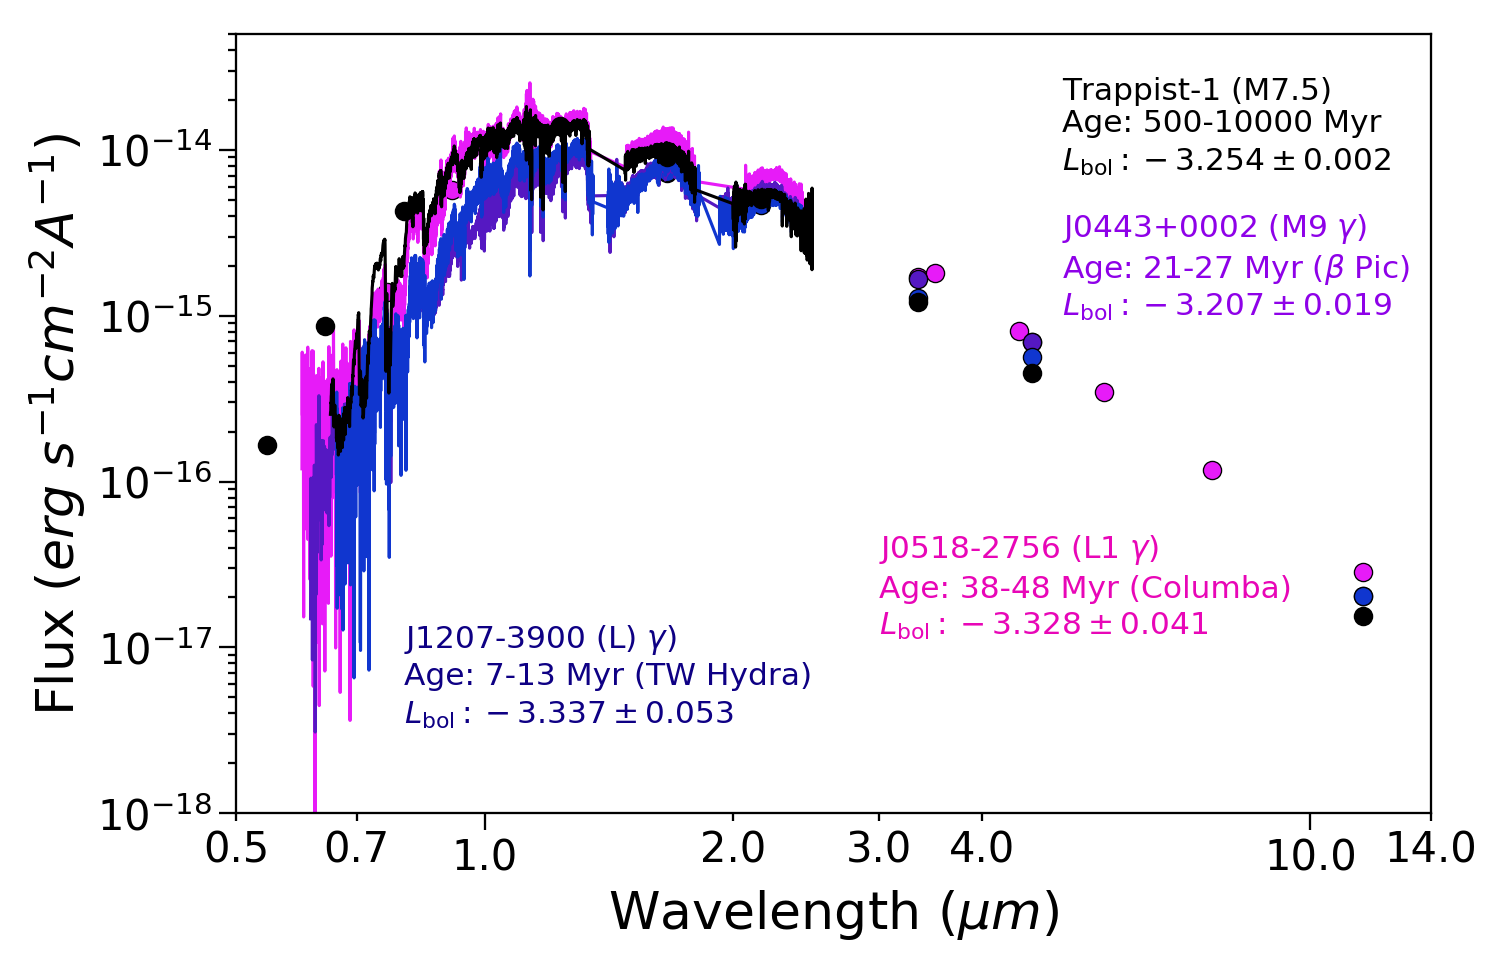 Trappist-1 (M7.5)
Age: 500-10000 Myr
L_bol : −3.254 ± 0.002
J0443+0002 (M9 γ)
Age: 21-27 Myr (β Pic)
L_bol : −3.207 ± 0.019
J0518-2756 (L1 γ)
Age: 38-48 Myr (Columba)
L_bol : −3.328 ± 0.041
J1207-3900 (L) γ)
Age: 7-13 Myr (TW Hydra)
L_bol : −3.337 ± 0.053
Flux (erg s⁻¹cm⁻²A⁻¹)
10⁻¹⁴
10⁻¹⁵
10⁻¹⁶
10⁻¹⁷
10⁻¹⁸
0.5 0.7 1.0 2.0 3.0 4.0 10.0 14.0
Wavelength (μm)